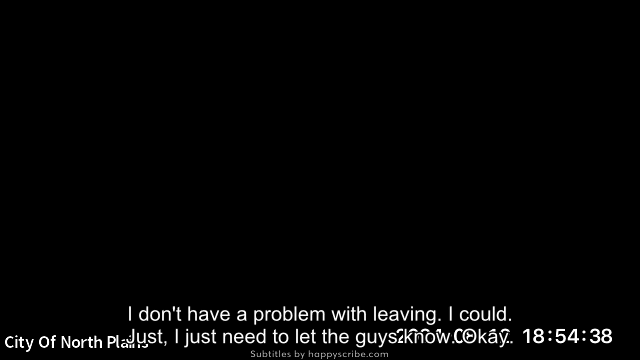 I don't have a problem with leaving. I could.
Just, I just need to let the guys know. Okay.
City Of North Plains
18:54:38
Subtitles by happyscribe.com